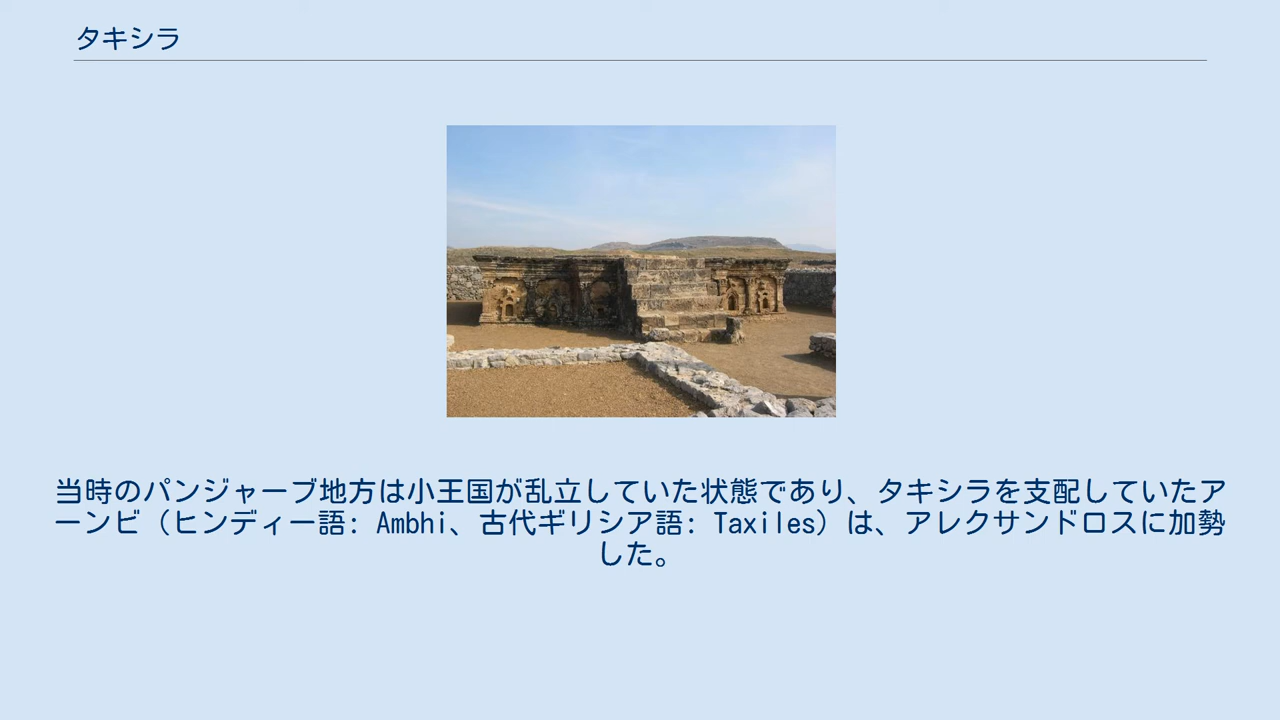 タキシラ
当時のパンジャーブ地方は小王国が乱立していた状態であり、タキシラを支配していたア
ーンビ（ヒンディー語: Ambhi、古代ギリシア語: Taxiles）は、アレクサンドロスに加勢
した。